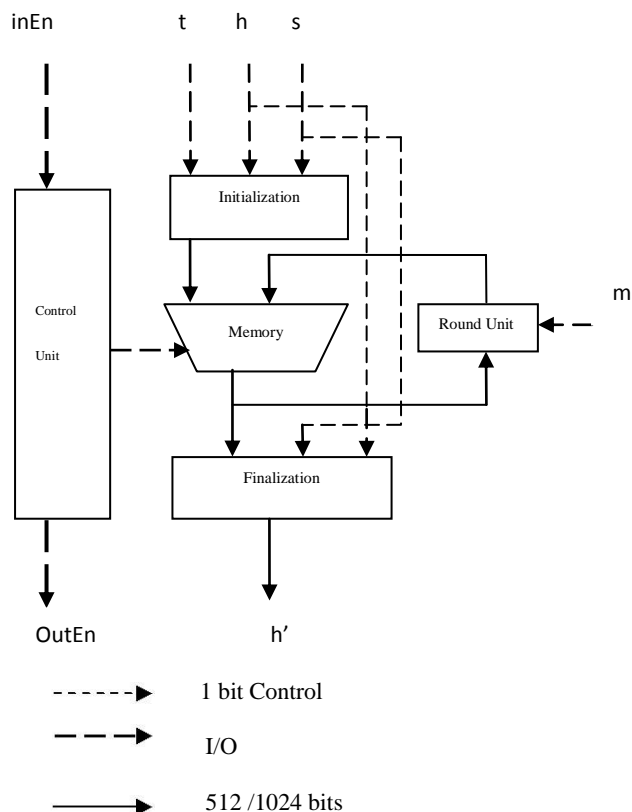 inEn t h s
Initialization
m
Control
Unit
Memory
Round Unit
Finalization
OutEn h’
1 bit Control
I/O
512 /1024 bits